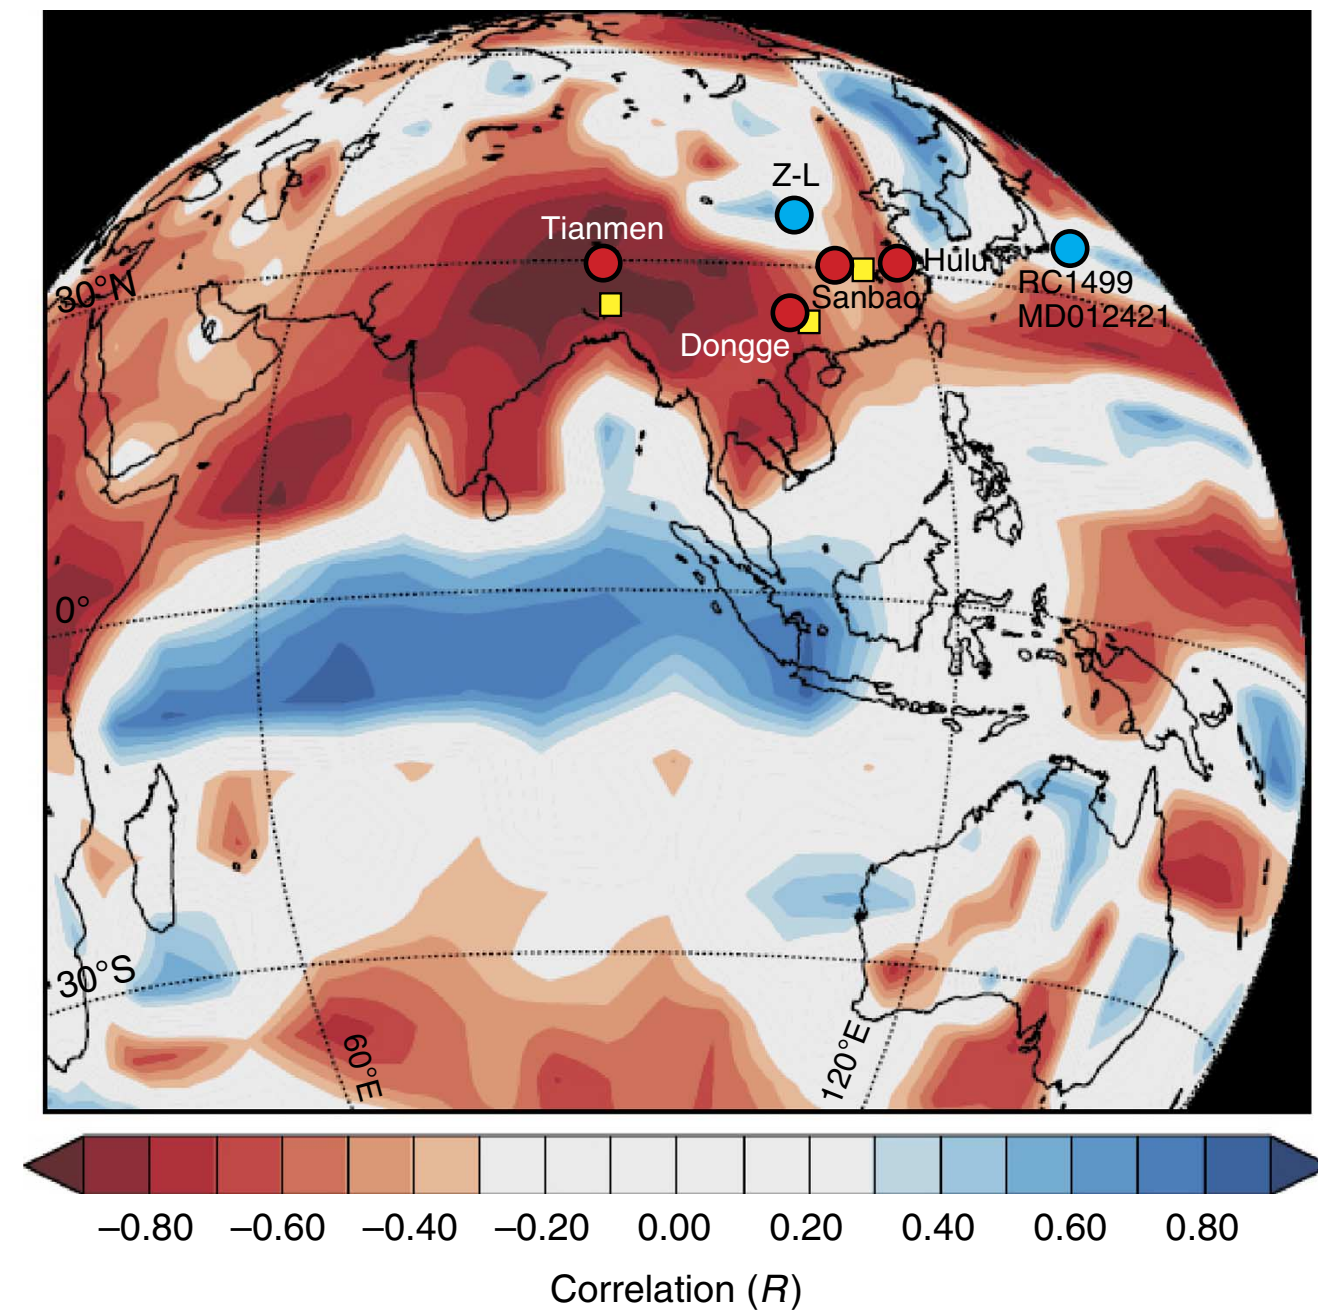 Z-L
Tianmen
Hulu
30°N
RC1499
Sanbao
MD012421
Dongge
0°
30°S
60°E
120°E
–0.80 –0.60 –0.40 –0.20 0.00 0.20 0.40 0.60 0.80
Correlation (R)